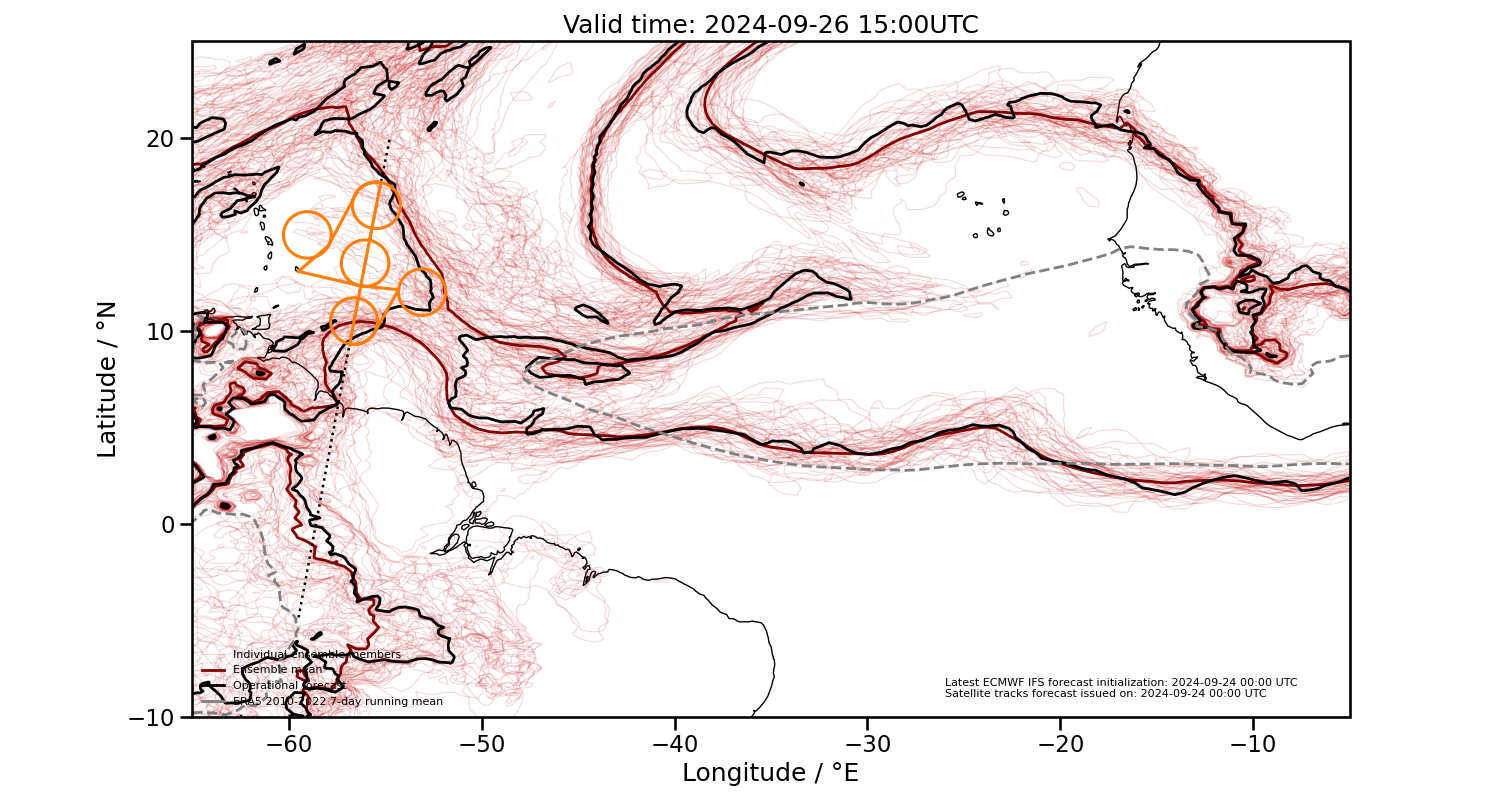 Valid time: 2024-09-26 15:00UTC
Latitude / °N
20
10
0
−10
Individual ensemble members
Ensemble mean
Operational forecast
ERA5 2010-2022 7-day running mean
Latest ECMWF IFS forecast initialization: 2024-09-24 00:00 UTC
Satellite tracks forecast issued on: 2024-09-24 00:00 UTC
−60 −50 −40 −30 −20 −10
Longitude / °E